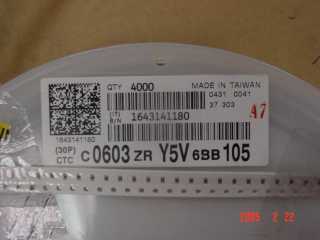 QTY 4000 MADE IN TAIWAN
0431 0041
37 303
(1T) B/N 1643141180
A7
1643141180
(30P) CTC C 0603 ZR Y5V 6BB 105
2005 2 22